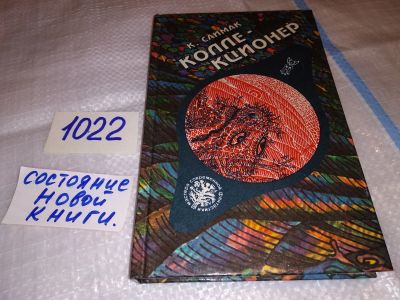 К. САЙМАК
КОЛЛЕ-
КЦИОНЕР
1022
СОСТОЯНИЕ
НОВОЙ
КНИГИ.